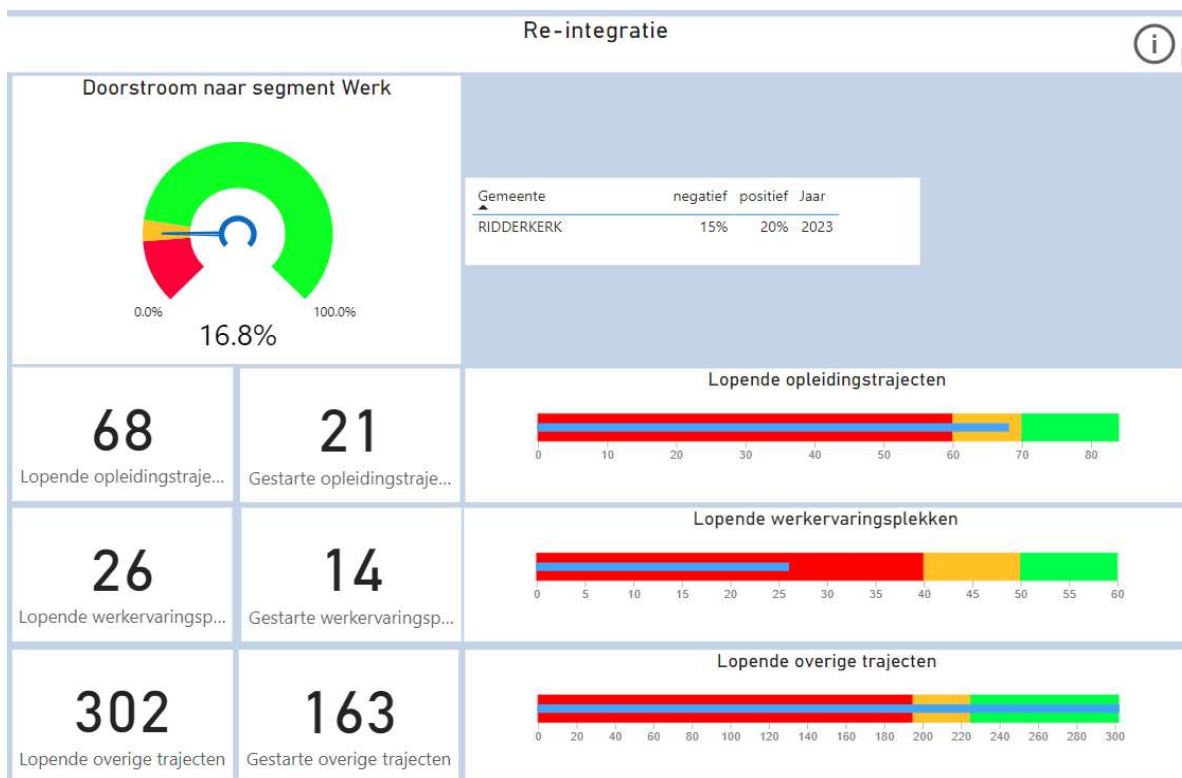 Re-integratie
i
Doorstroom naar segment Werk
0.0% 100.0%
16.8%
Gemeente negatief positief Jaar
RIDDERKERK 15% 20% 2023
68
Lopende opleidingstraje...
21
Gestarte opleidingstraje...
Lopende opleidingstrajecten
0 10 20 30 40 50 60 70 80
26
Lopende werkervaringsp...
14
Gestarte werkervaringsp...
Lopende werkervaringsplekken
0 5 10 15 20 25 30 35 40 45 50 55 60
302
Lopende overige trajecten
163
Gestarte overige trajecten
Lopende overige trajecten
0 20 40 60 80 100 120 140 160 180 200 220 240 260 280 300